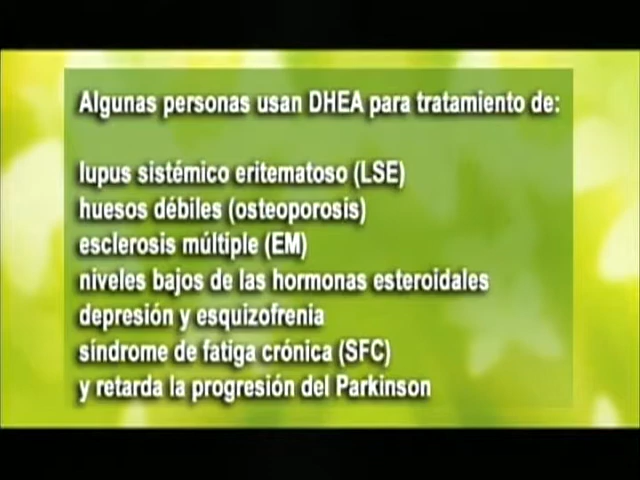 Algunas personas usan DHEA para tratamiento de:
lupus sistémico eritematoso (LSE)
huesos débiles (osteoporosis)
esclerosis múltiple (EM)
niveles bajos de las hormonas esteroidales
depresión y esquizofrenia
síndrome de fatiga crónica (SFC)
y retarda la progresión del Parkinson